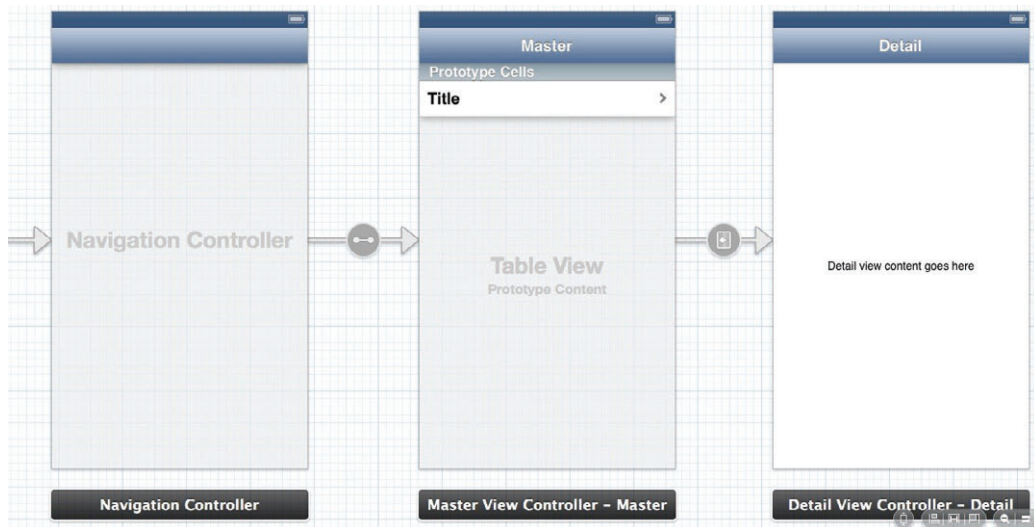 Master
Detail
Prototype Cells
Title
Navigation Controller
Table View
Prototype Content
Detail view content goes here
Navigation Controller
Master View Controller – Master
Detail View Controller – Detail